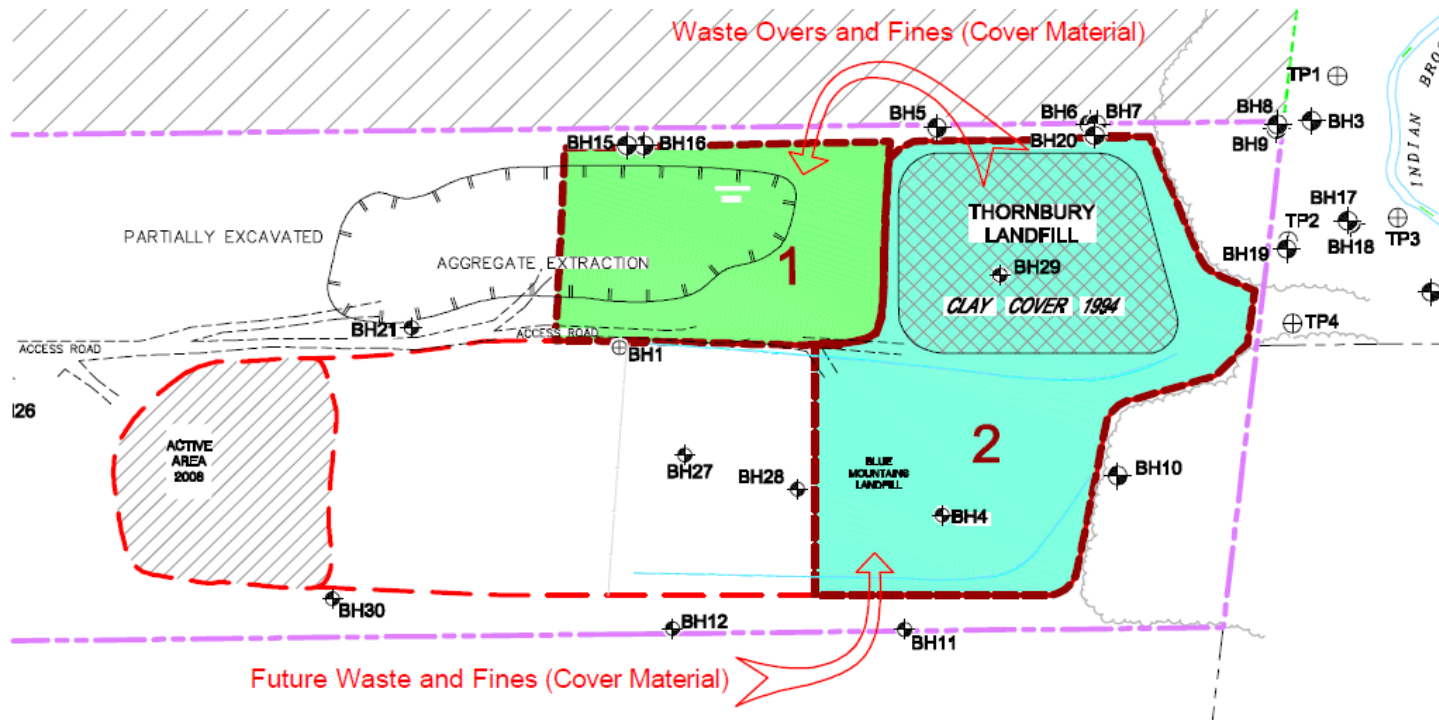 Waste Overs and Fines (Cover Material)
TP1
BH5
BH6
BH7
BH8
BH3
BH9
BH20
BH15
BH16
INDIAN
THORNBURY
LANDFILL
BH17
TP2
TP3
BH18
BH19
PARTIALLY EXCAVATED
AGGREGATE EXTRACTION
1
BH29
CLAY COVER 1994
BH21
ACCESS ROAD
TP4
ACCESS ROAD
BH1
126
ACTIVE
AREA
2008
2
BLUE
MOUNTAINS
LANDFILL
BH27
BH28
BH10
BH4
BH30
BH12
BH11
Future Waste and Fines (Cover Material)